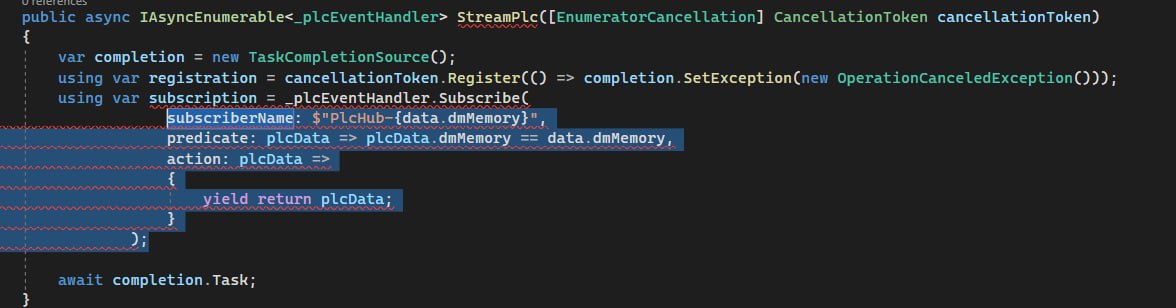 0 references
public async IAsyncEnumerable<_plcEventHandler> StreamPlc([EnumeratorCancellation] CancellationToken cancellationToken)
{
var completion = new TaskCompletionSource();
using var registration = cancellationToken.Register(() => completion.SetException(new OperationCanceledException()));
using var subscription = _plcEventHandler.Subscribe(
subscriberName: $"PlcHub-{data.dmMemory}",
predicate: plcData => plcData.dmMemory == data.dmMemory,
action: plcData =>
{
yield return plcData;
}
);
await completion.Task;
}